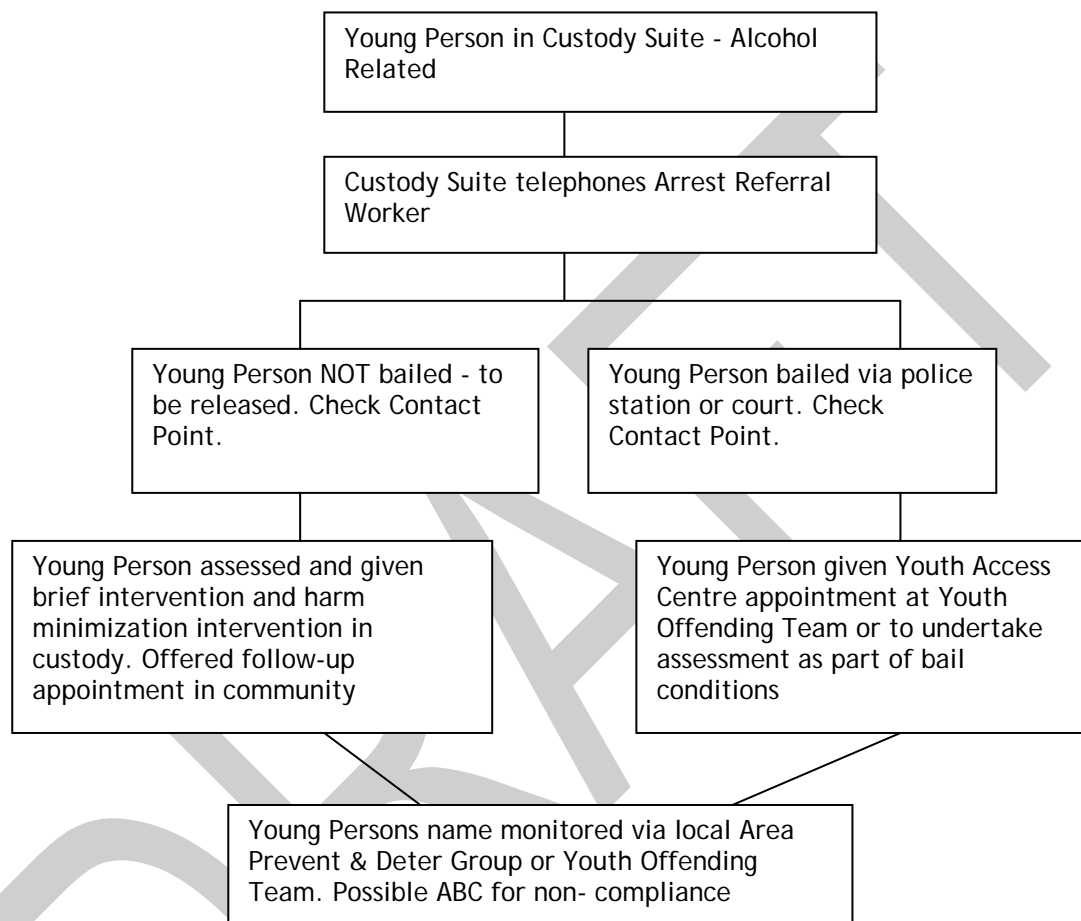 Young Person in Custody Suite - Alcohol
Related
Custody Suite telephones Arrest Referral
Worker
Young Person NOT bailed - to
be released. Check Contact
Point.
Young Person bailed via police
station or court. Check
Contact Point.
Young Person assessed and given
brief intervention and harm
minimization intervention in
custody. Offered follow-up
appointment in community
Young Person given Youth Access
Centre appointment at Youth
Offending Team or to undertake
assessment as part of bail
conditions
Young Persons name monitored via local Area
Prevent & Deter Group or Youth Offending
Team. Possible ABC for non- compliance
DRAFT